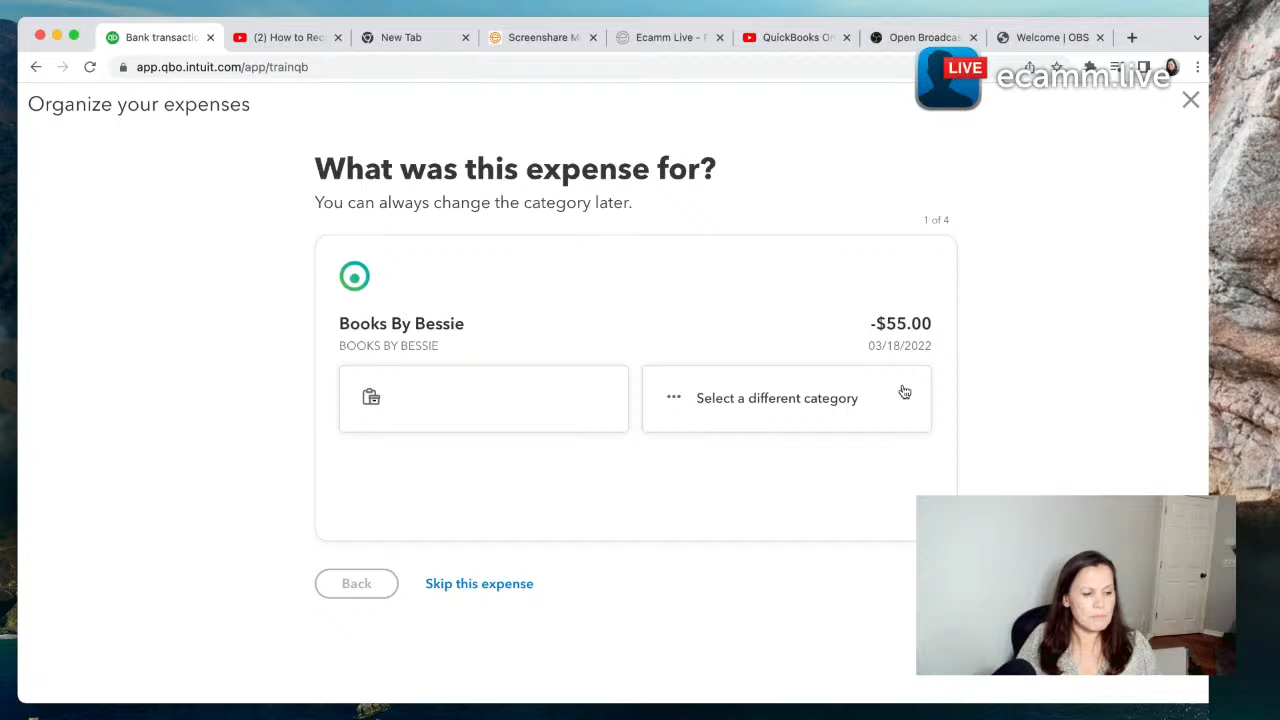 Bank transactio
(2) How to Rec
New Tab
Screenshare M
Ecamm Live - F
QuickBooks On
Open Broadcas
Welcome | OBS
app.qbo.intuit.com/app/trainqb
LIVE
ecamm.live
Organize your expenses
What was this expense for?
You can always change the category later.
1 of 4
Books By Bessie
-$55.00
BOOKS BY BESSIE
03/18/2022
Select a different category
Back
Skip this expense